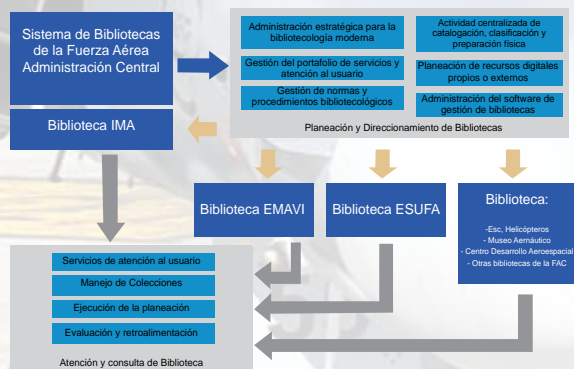 Sistema de Bibliotecas
de la Fuerza Aérea
Administración Central
Biblioteca IMA
Administración estratégica para la
bibliotecología moderna
Gestión del portafolio de servicios y
atención al usuario
Gestión de normas y
procedimientos bibliotecológicos
Actividad centralizada de
catalogación, clasificación y
preparación física
Planeación de recursos digitales
propios o externos
Administración del software de
gestión de bibliotecas
Planeación y Direccionamiento de Bibliotecas
Biblioteca EMAVI
Biblioteca ESUFA
Biblioteca:
-Esc, Helicópteros
- Museo Aernáutico
- Centro Desarrollo Aeroespacial
- Otras bibliotecas de la FAC
Servicios de atención al usuario
Manejo de Colecciones
Ejecución de la planeación
Evaluación y retroalimentación
Atención y consulta de Biblioteca